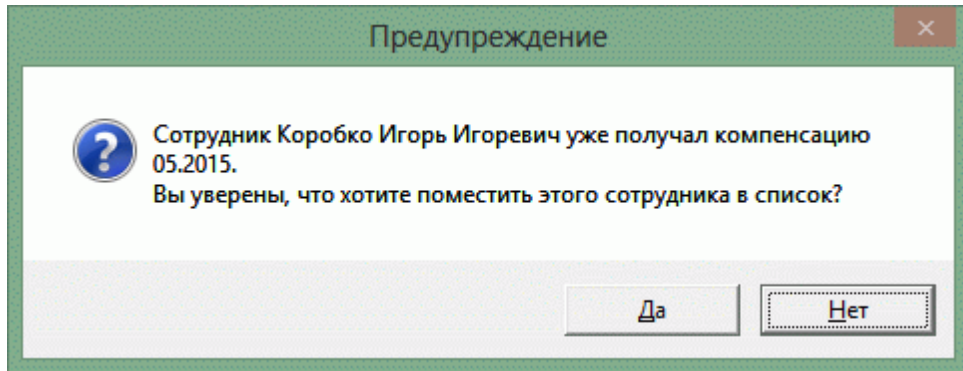 Предупреждение
Сотрудник Коробко Игорь Игоревич уже получал компенсацию
05.2015.
Вы уверены, что хотите поместить этого сотрудника в список?
Да
Нет